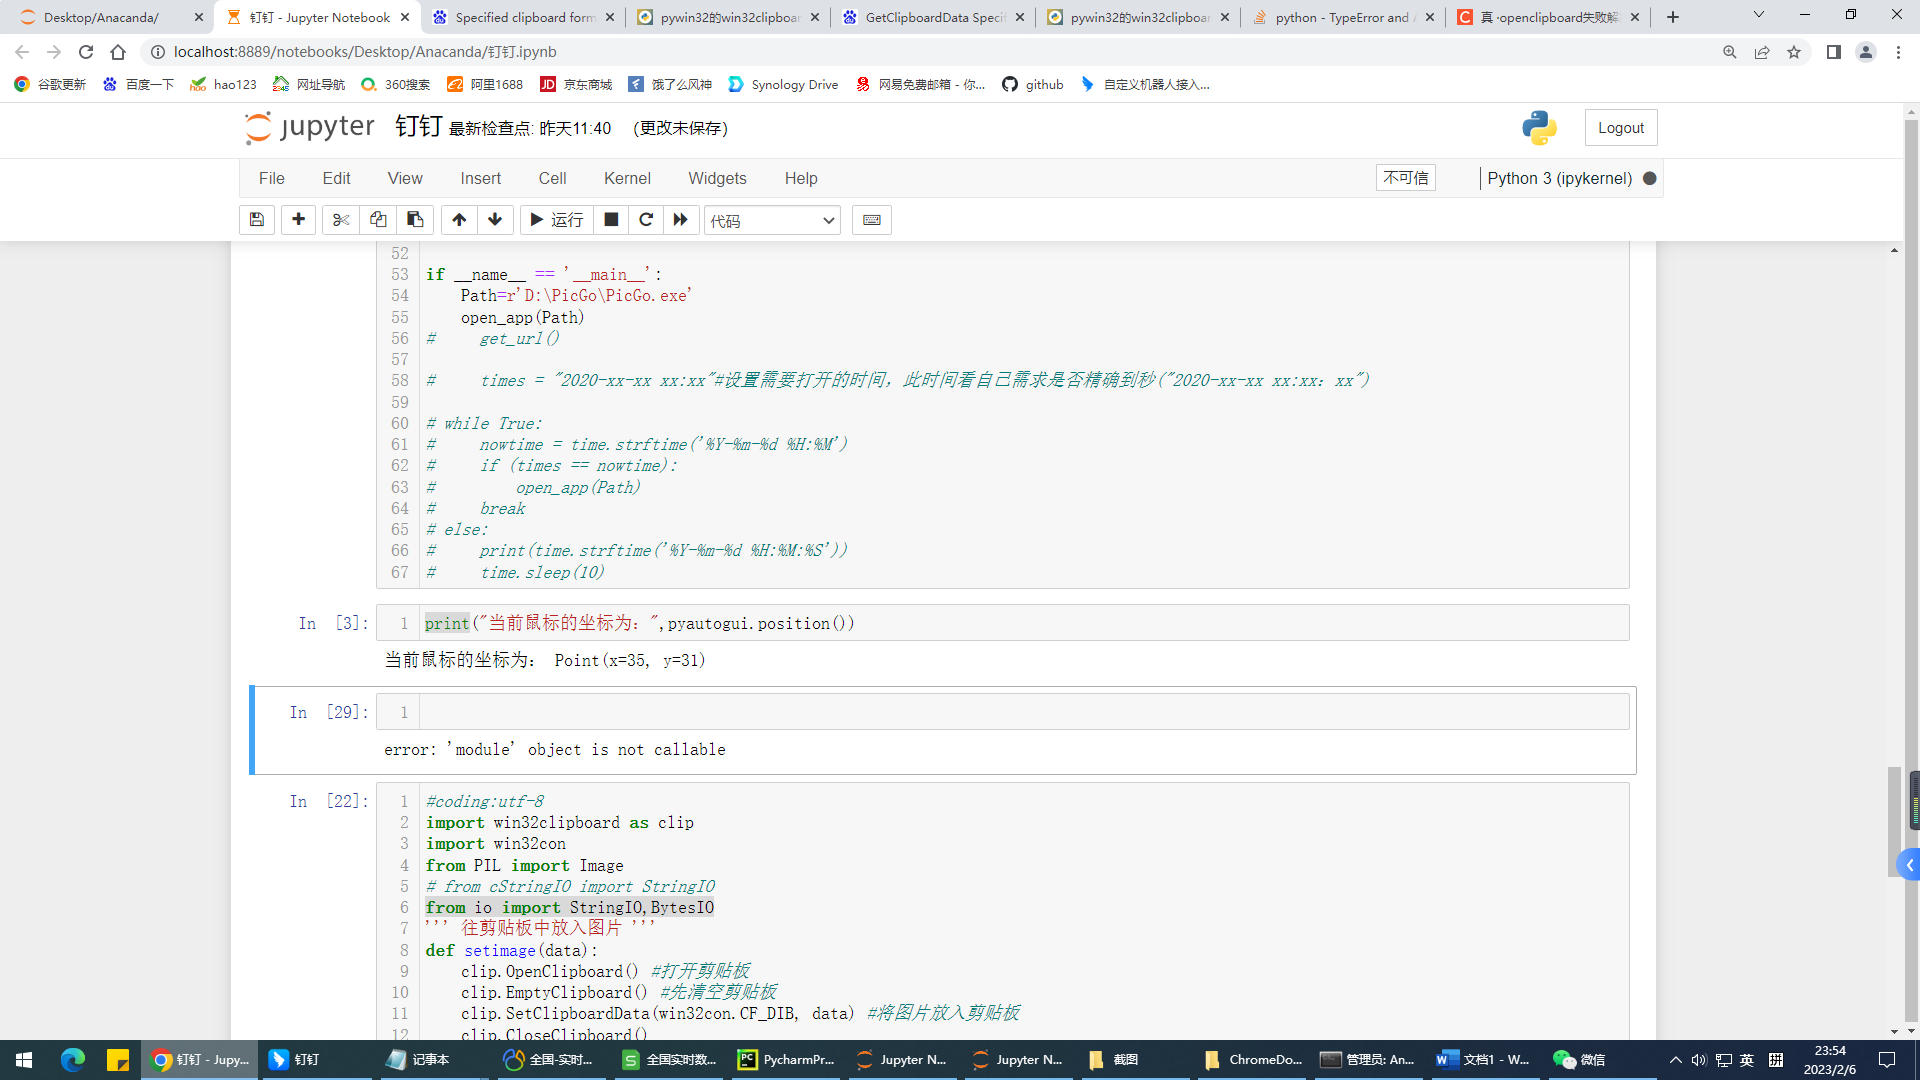 Desktop/Anacanda/
钉钉 - Jupyter Notebook
Specified clipboard form
pywin32的win32clipboar
GetClipboardData Specif
pywin32的win32clipboar
python - TypeError and A
真 ·openclipboard失败解
localhost:8889/notebooks/Desktop/Anacanda/钉钉.ipynb
谷歌更新 百度一下 hao123 网址导航 360搜索 阿里1688 京东商城 饿了么风神 Synology Drive 网易免费邮箱 - 你... github 自定义机器人接入...
jupyter 钉钉 最新检查点: 昨天11:40 (更改未保存) Logout
File Edit View Insert Cell Kernel Widgets Help 不可信 Python 3 (ipykernel)
运行 代码
52
53 if __name__ == '__main__':
54 Path=r'D:\PicGo\PicGo.exe'
55 open_app(Path)
56 # get_url()
57
58 # times = "2020-xx-xx xx:xx"#设置需要打开的时间，此时间看自己需求是否精确到秒("2020-xx-xx xx:xx：xx")
59
60 # while True:
61 # nowtime = time.strftime('%Y-%m-%d %H:%M')
62 # if (times == nowtime):
63 # open_app(Path)
64 # break
65 # else:
66 # print(time.strftime('%Y-%m-%d %H:%M:%S'))
67 # time.sleep(10)
In [3]: 1 print("当前鼠标的坐标为：",pyautogui.position())
当前鼠标的坐标为： Point(x=35, y=31)
In [29]: 1
error: 'module' object is not callable
In [22]: 1 #coding:utf-8
2 import win32clipboard as clip
3 import win32con
4 from PIL import Image
5 # from cStringIO import StringIO
6 from io import StringIO,BytesIO
7 ''' 往剪贴板中放入图片 '''
8 def setimage(data):
9 clip.OpenClipboard() #打开剪贴板
10 clip.EmptyClipboard() #先清空剪贴板
11 clip.SetClipboardData(win32con.CF_DIB, data) #将图片放入剪贴板
12 clip.CloseClipboard()
钉钉 - Jupy... 钉钉 记事本 全国-实时... 全国实时数... PycharmPr... Jupyter N... Jupyter N... 截图 ChromeDo... 管理员: An... 文档1 - W... 微信 英 拼 23:54
2023/2/6